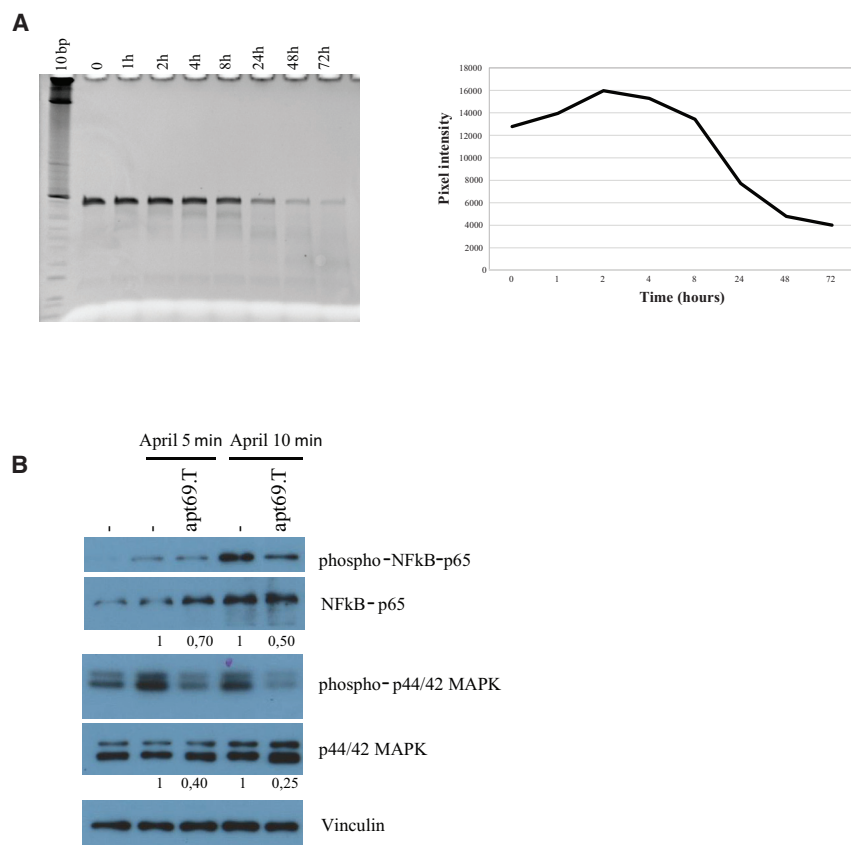 A
10 bp 0 1h 2h 4h 8h 24h 48h 72h
18000
16000
14000
12000
10000
8000
6000
4000
2000
0
Pixel intensity
0 1 2 4 8 24 48 72
Time (hours)
B
April 5 min April 10 min
- - apt69.T - apt69.T
phospho-NFkB-p65
NFkB-p65
1 0,70 1 0,50
phospho-p44/42 MAPK
p44/42 MAPK
1 0,40 1 0,25
Vinculin